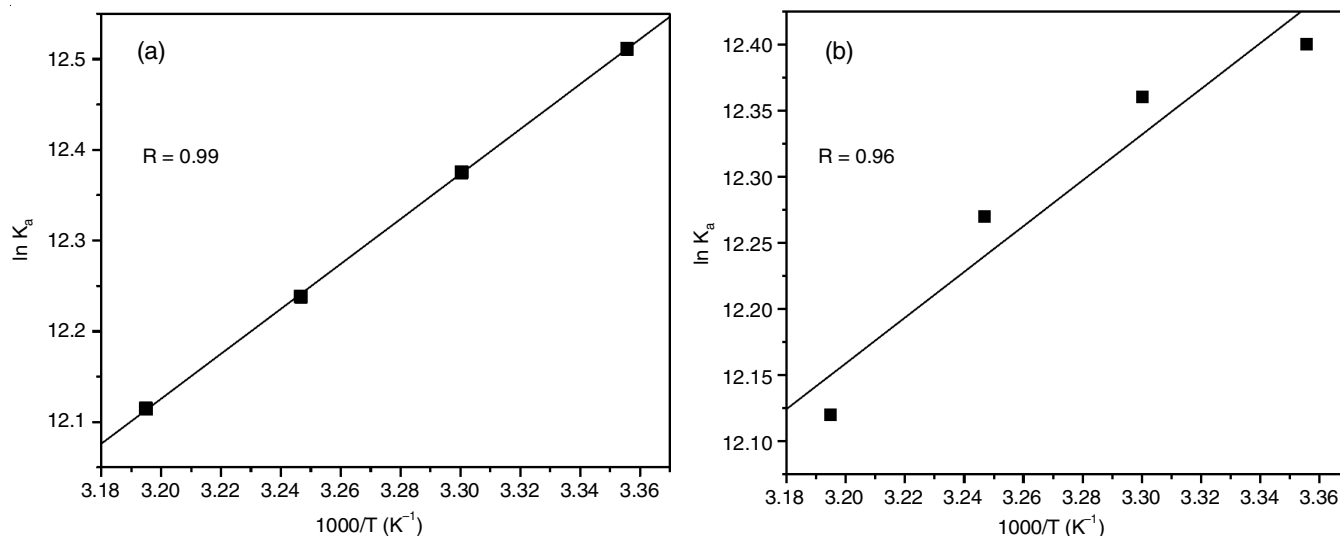 (a)
R = 0.99
12.5
12.4
12.3
12.2
12.1
ln Ka
3.18 3.20 3.22 3.24 3.26 3.28 3.30 3.32 3.34 3.36
1000/T (K⁻¹)
(b)
R = 0.96
12.40
12.35
12.30
12.25
12.20
12.15
12.10
ln Ka
3.18 3.20 3.22 3.24 3.26 3.28 3.30 3.32 3.34 3.36
1000/T (K⁻¹)